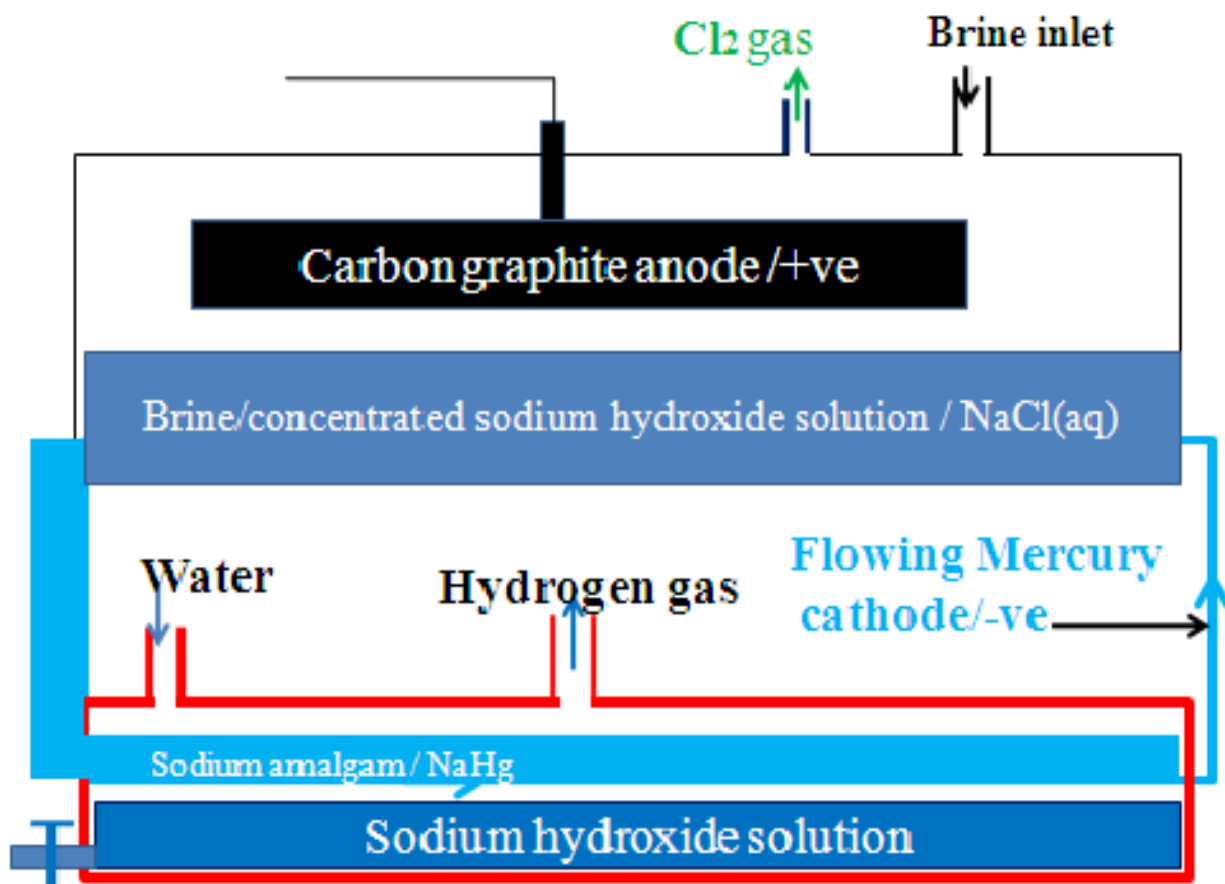 Cl2 gas
Brine inlet
Carbon graphite anode /+ve
Brine/concentrated sodium hydroxide solution / NaCl(aq)
Water
Hydrogen gas
Flowing Mercury
cathode/-ve
Sodium amalgam / NaHg
Sodium hydroxide solution